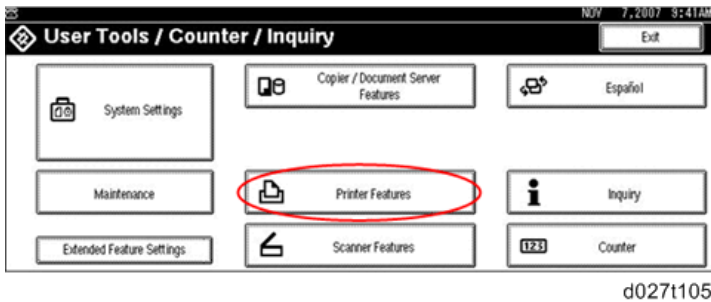 NOV 7,2007 9:41AM
User Tools / Counter / Inquiry
Exit
System Settings
Copier / Document Server
Features
Español
Maintenance
Printer Features
Inquiry
Extended Feature Settings
Scanner Features
123
Counter
d027t105